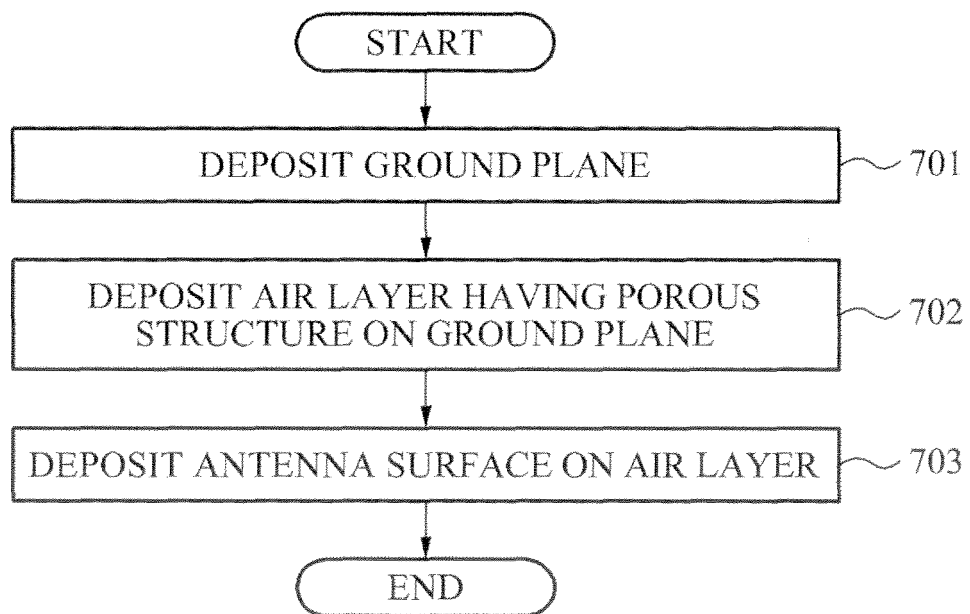 START
DEPOSIT GROUND PLANE
701
DEPOSIT AIR LAYER HAVING POROUS
STRUCTURE ON GROUND PLANE
702
DEPOSIT ANTENNA SURFACE ON AIR LAYER
703
END